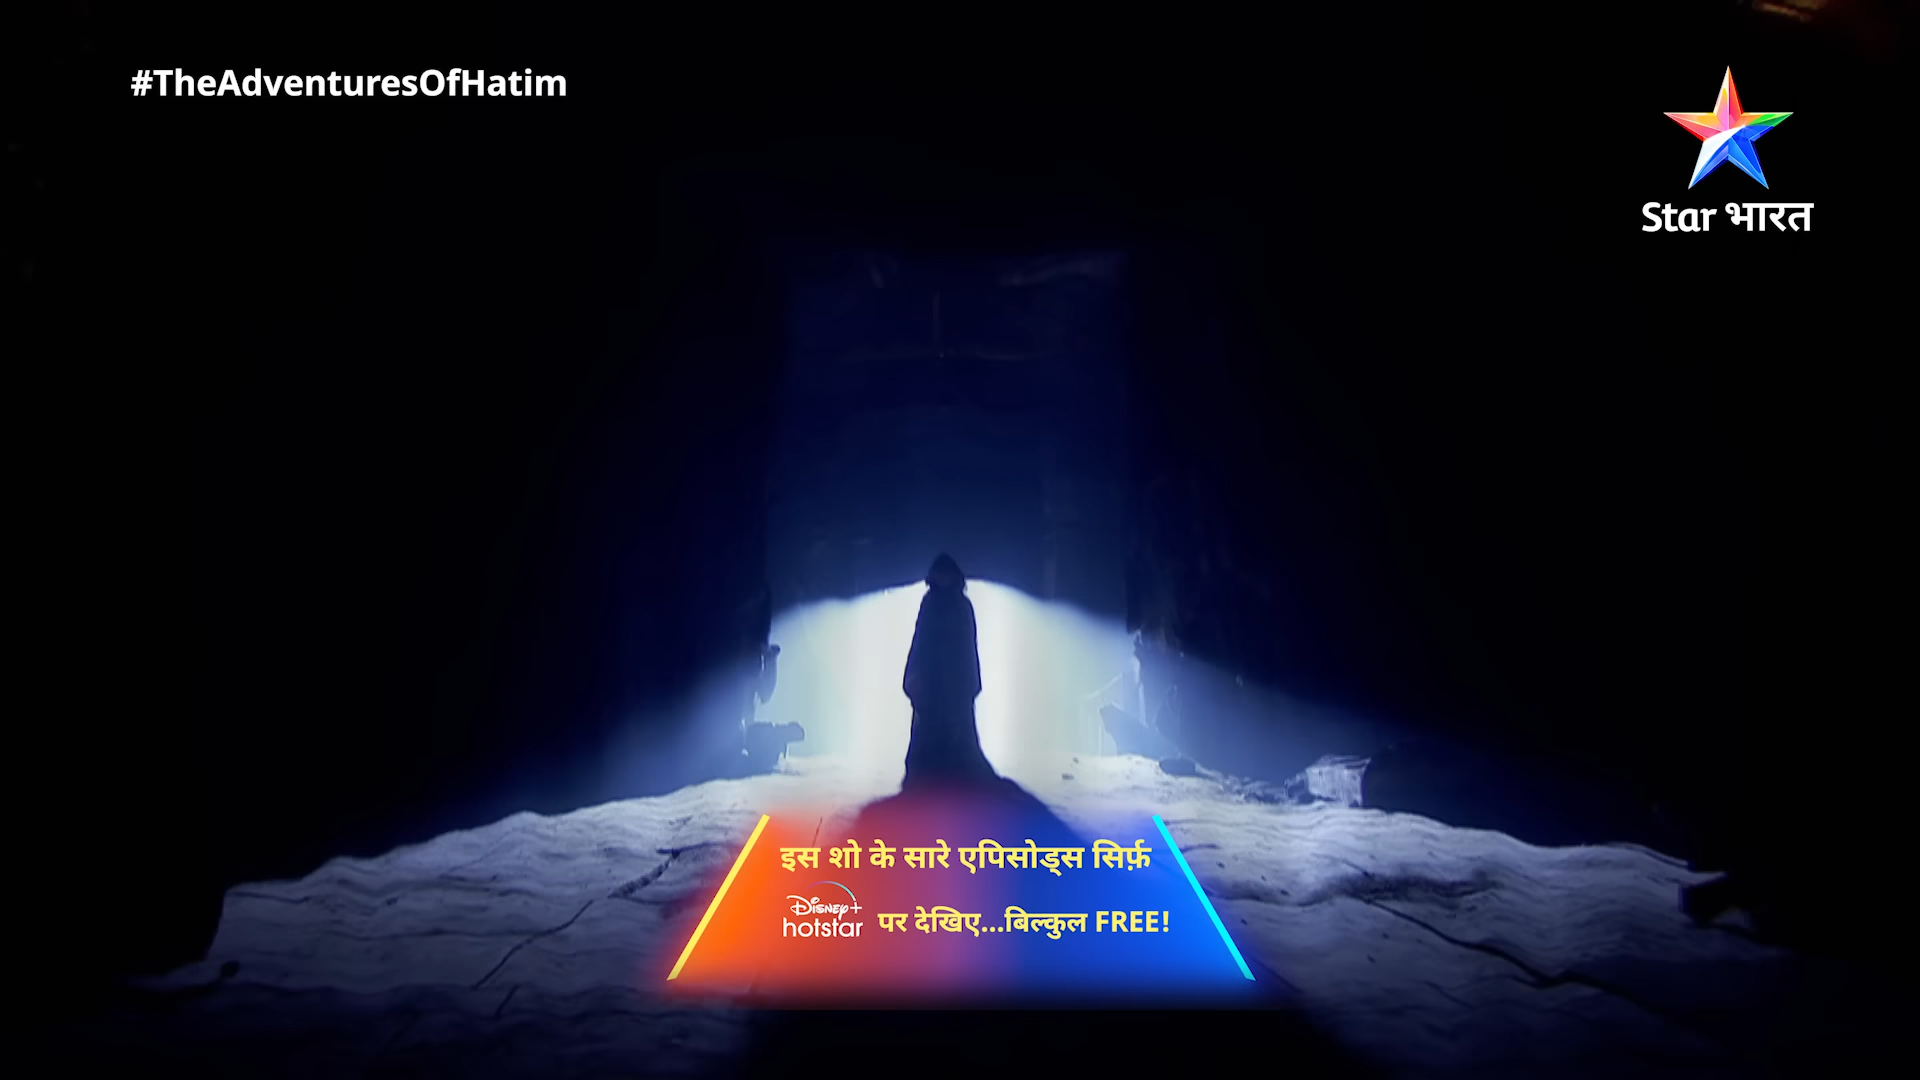 #TheAdventuresOfHatim
Star भारत
इस शो के सारे एपिसोड्स सिर्फ़
Disney+ hotstar पर देखिए...बिल्कुल FREE!